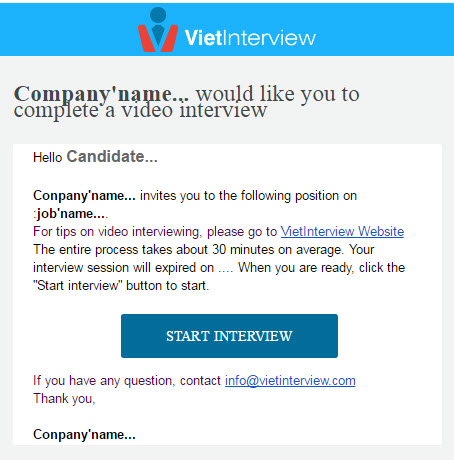 VietInterview
Company'name... would like you to
complete a video interview
Hello Candidate...
Conpany'name... invites you to the following position on
:job'name....
For tips on video interviewing, please go to VietInterview Website
The entire process takes about 30 minutes on average. Your
interview session will expired on .... When you are ready, click the
"Start interview" button to start.
START INTERVIEW
If you have any question, contact info@vietinterview.com
Thank you,
Conpany'name...